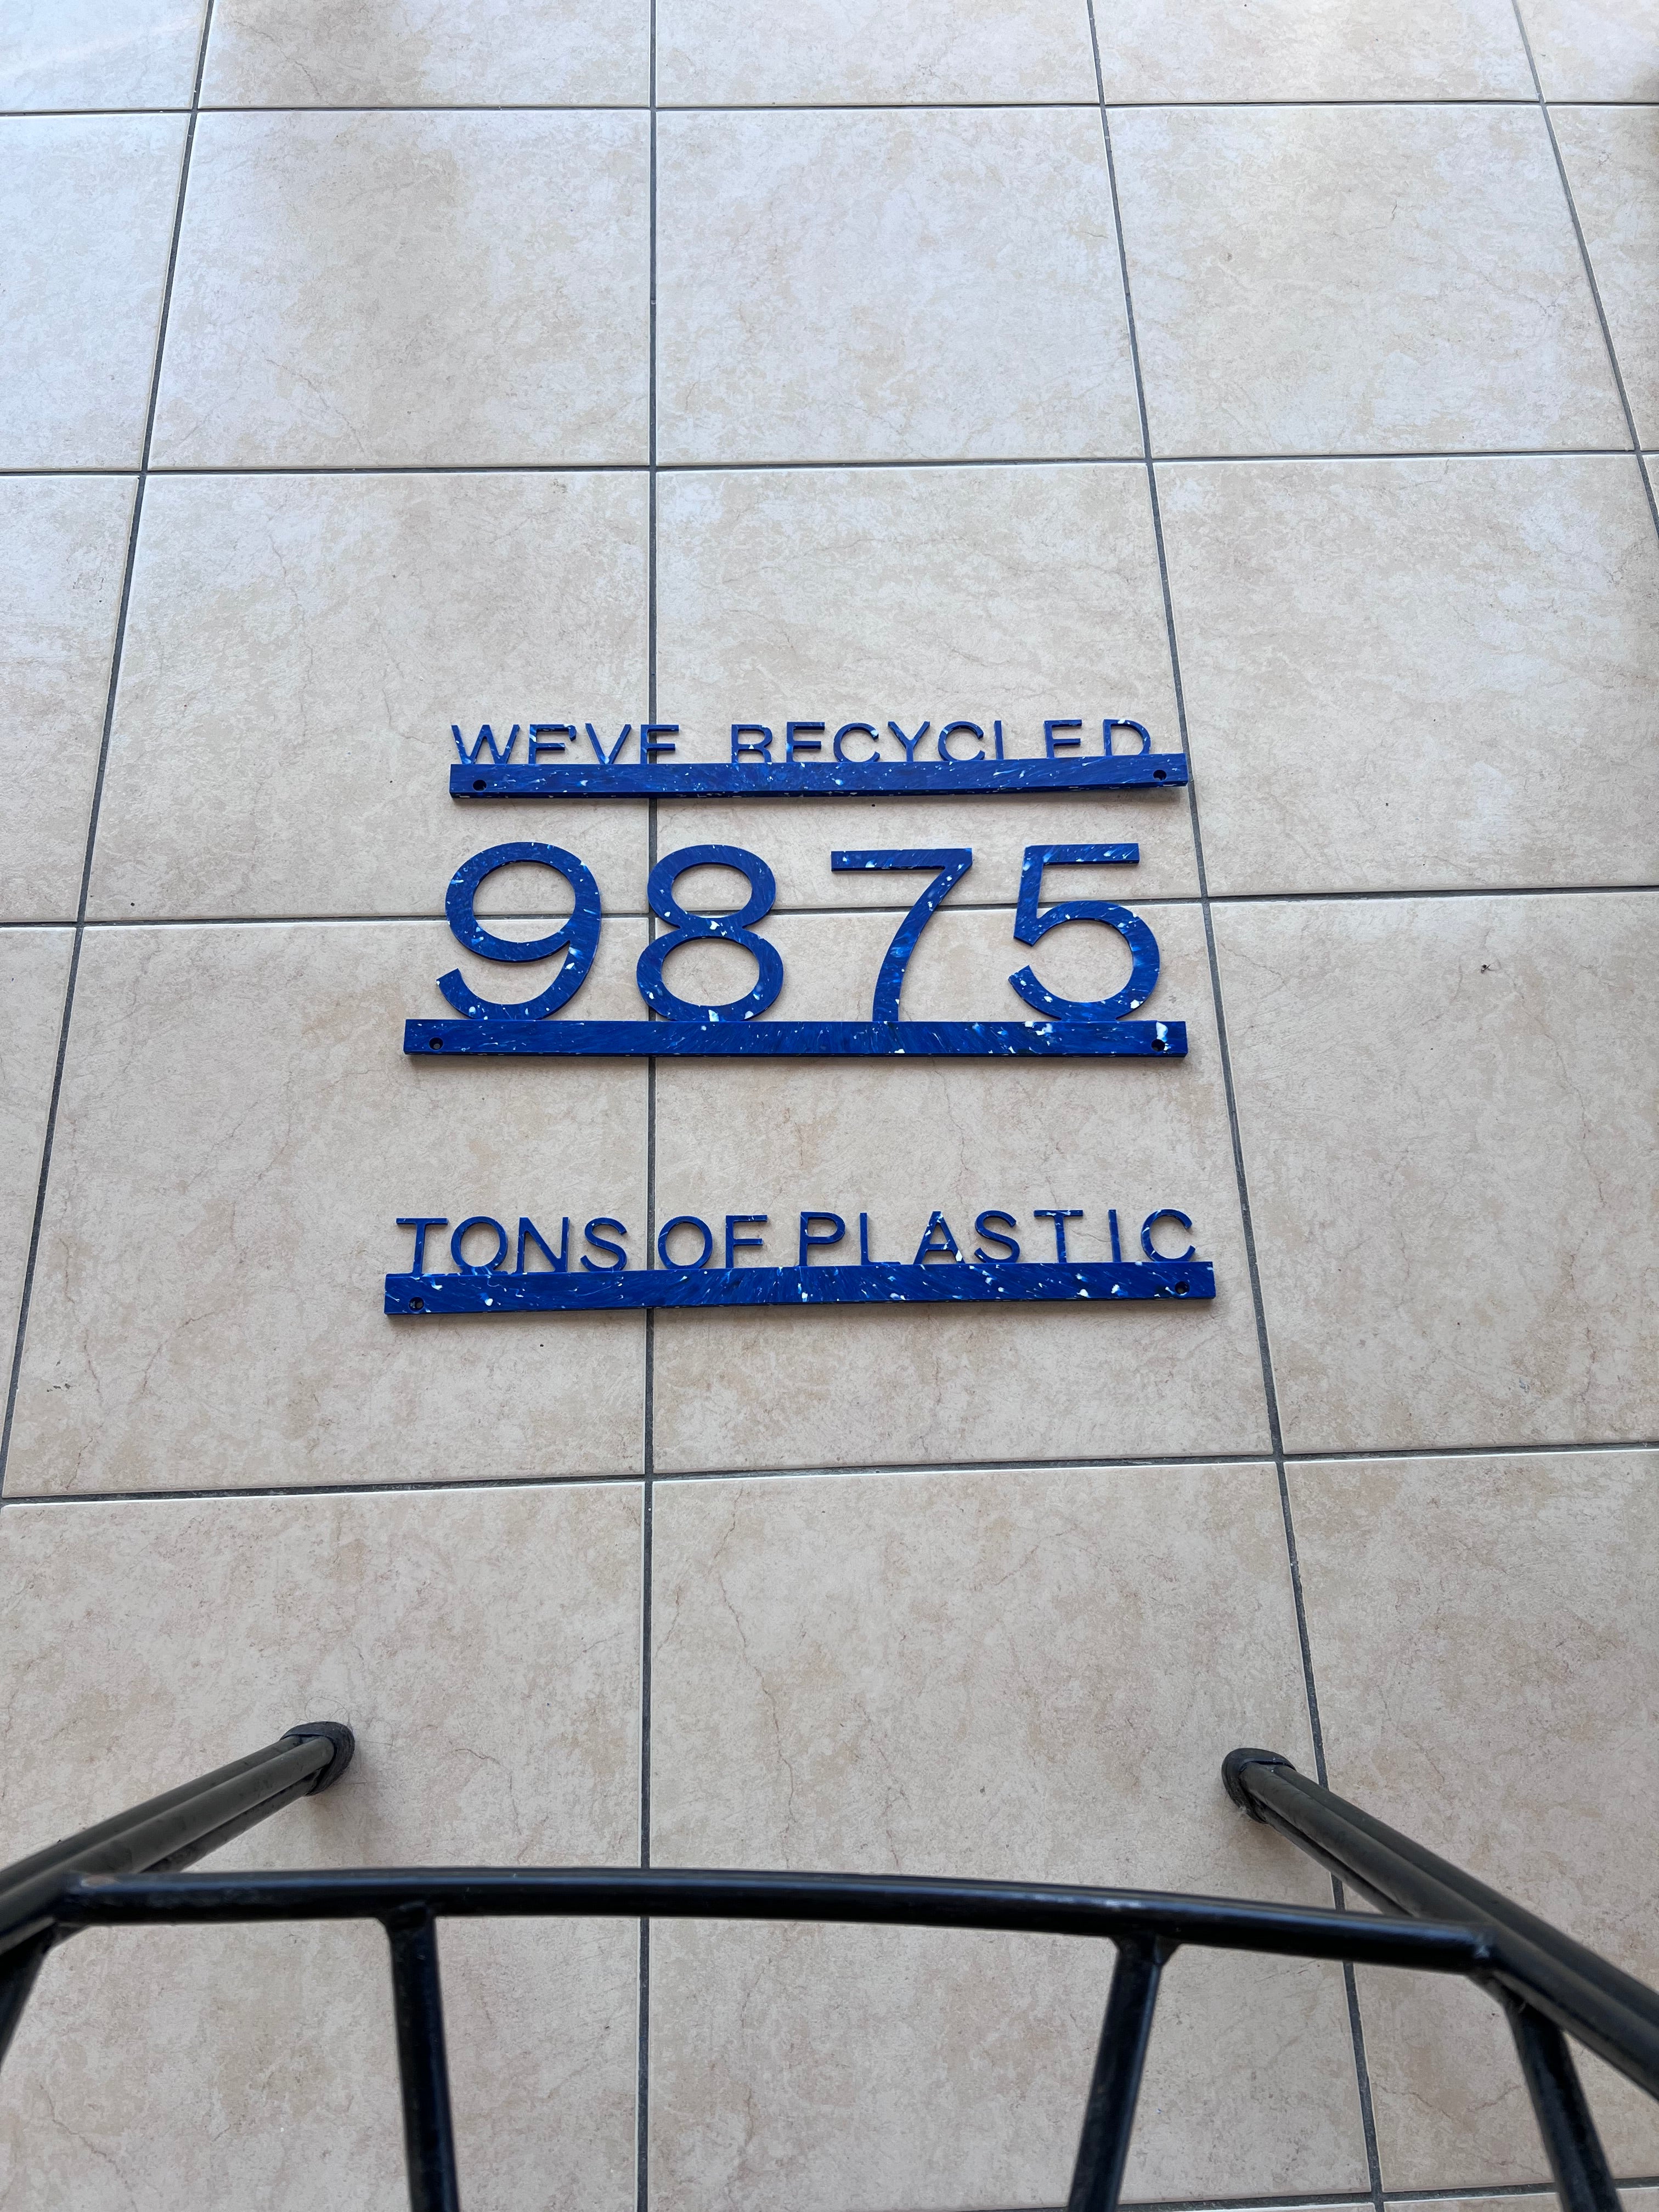 WE'VE RECYCLED
9875
TONS OF PLASTIC